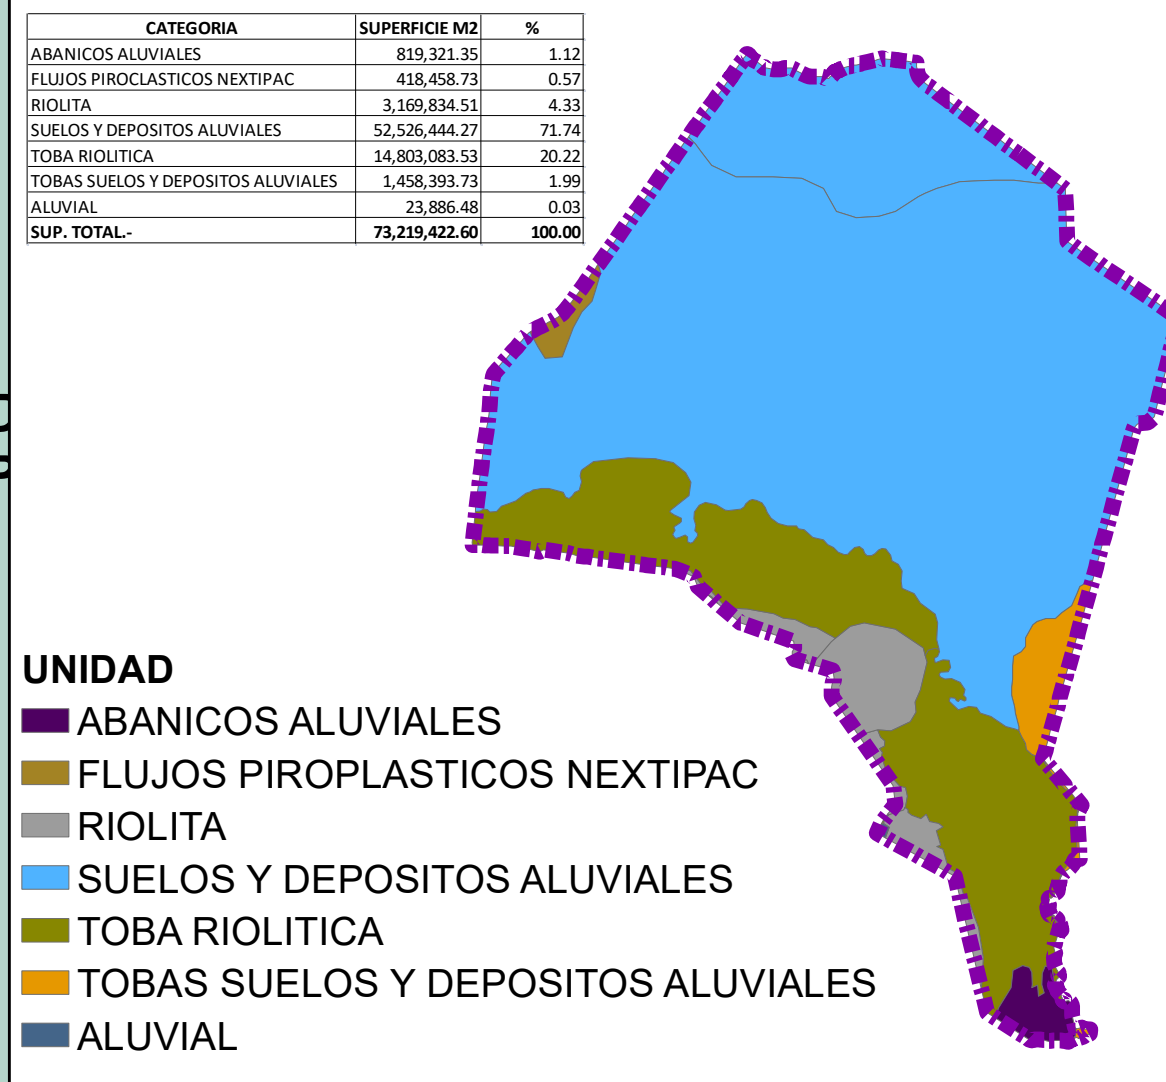 CATEGORIA SUPERFICIE M2 %
ABANICOS ALUVIALES 819,321.35 1.12
FLUJOS PIROCLASTICOS NEXTIPAC 418,458.73 0.57
RIOLITA 3,169,834.51 4.33
SUELOS Y DEPOSITOS ALUVIALES 52,526,444.27 71.74
TOBA RIOLITICA 14,803,083.53 20.22
TOBAS SUELOS Y DEPOSITOS ALUVIALES 1,458,393.73 1.99
ALUVIAL 23,886.48 0.03
SUP. TOTAL.- 73,219,422.60 100.00
UNIDAD
ABANICOS ALUVIALES
FLUJOS PIROPLASTICOS NEXTIPAC
RIOLITA
SUELOS Y DEPOSITOS ALUVIALES
TOBA RIOLITICA
TOBAS SUELOS Y DEPOSITOS ALUVIALES
ALUVIAL